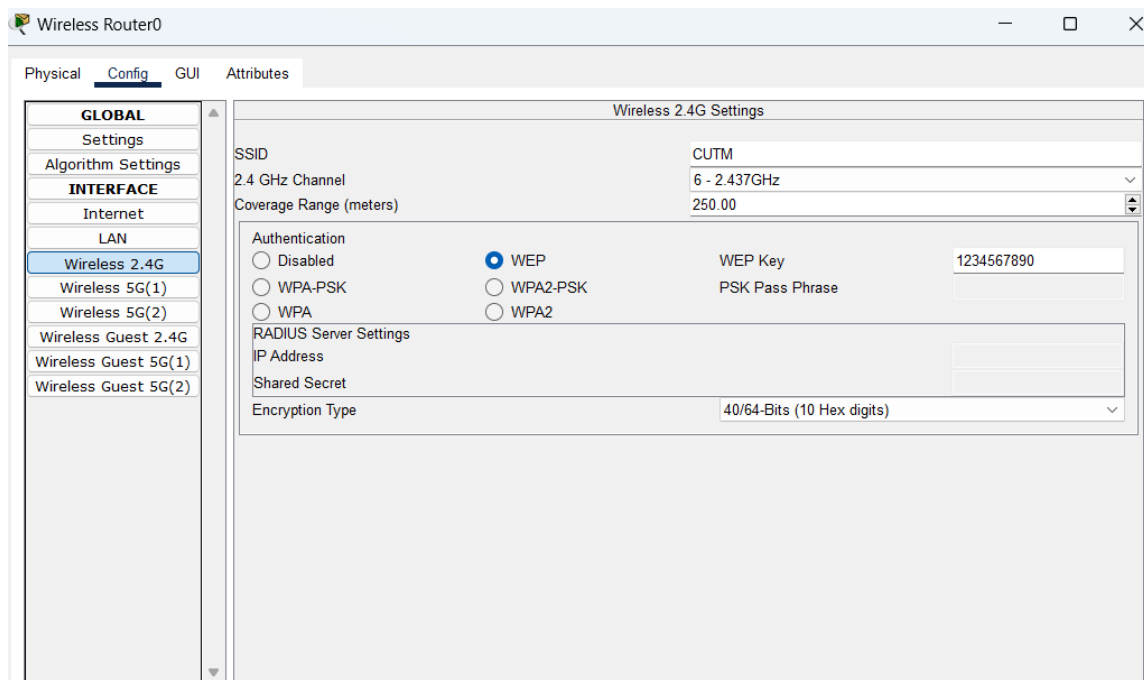 Wireless Router0
Physical Config GUI Attributes
GLOBAL
Settings
Algorithm Settings
INTERFACE
Internet
LAN
Wireless 2.4G
Wireless 5G(1)
Wireless 5G(2)
Wireless Guest 2.4G
Wireless Guest 5G(1)
Wireless Guest 5G(2)
Wireless 2.4G Settings
SSID CUTM
2.4 GHz Channel 6 - 2.437GHz
Coverage Range (meters) 250.00
Authentication
Disabled WEP WEP Key 1234567890
WPA-PSK WPA2-PSK PSK Pass Phrase
WPA WPA2
RADIUS Server Settings
IP Address
Shared Secret
Encryption Type 40/64-Bits (10 Hex digits)